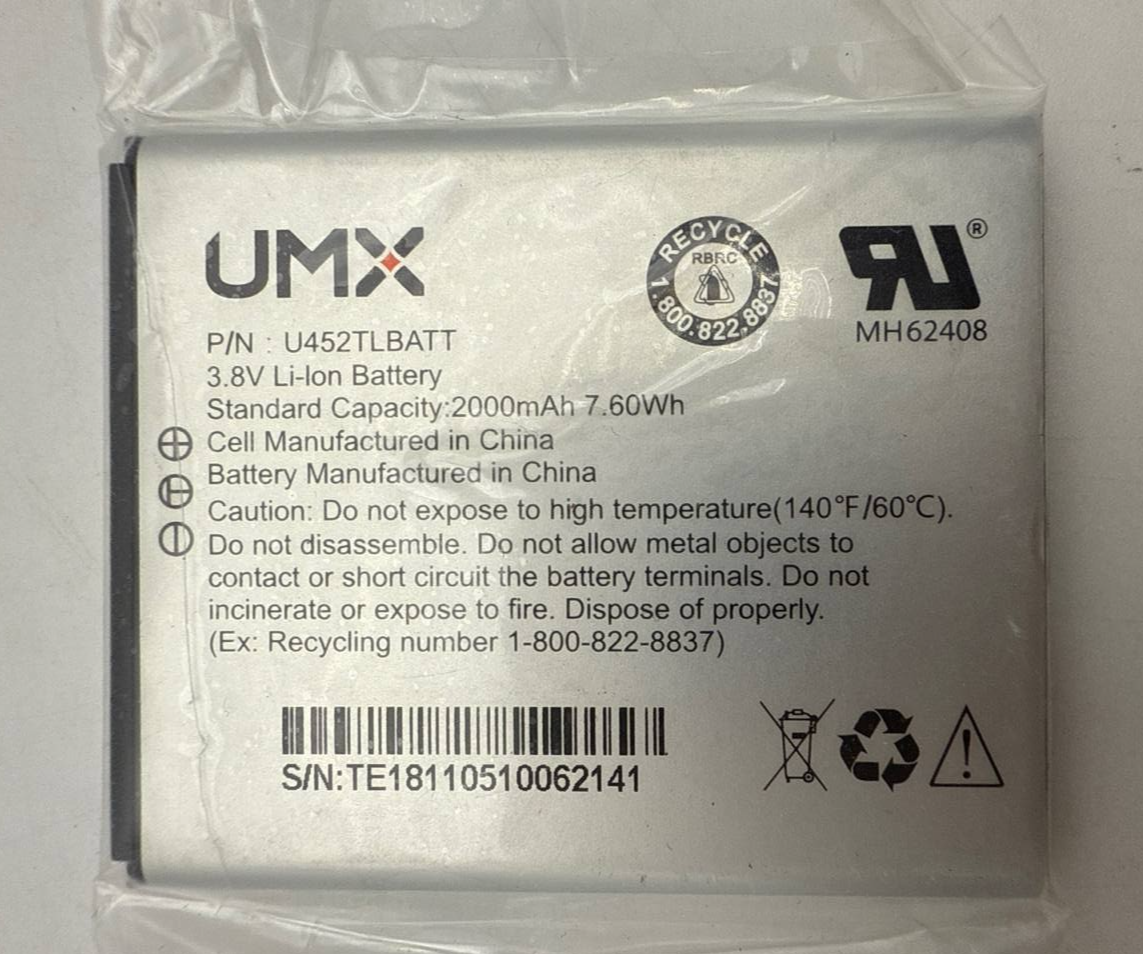 UMX
RECYCLE
RBRC
1.800.822.8837
RU®
MH62408
P/N : U452TLBATT
3.8V Li-Ion Battery
Standard Capacity:2000mAh 7.60Wh
Cell Manufactured in China
Battery Manufactured in China
Caution: Do not expose to high temperature(140°F/60°C).
Do not disassemble. Do not allow metal objects to
contact or short circuit the battery terminals. Do not
incinerate or expose to fire. Dispose of properly.
(Ex: Recycling number 1-800-822-8837)
S/N:TE18110510062141